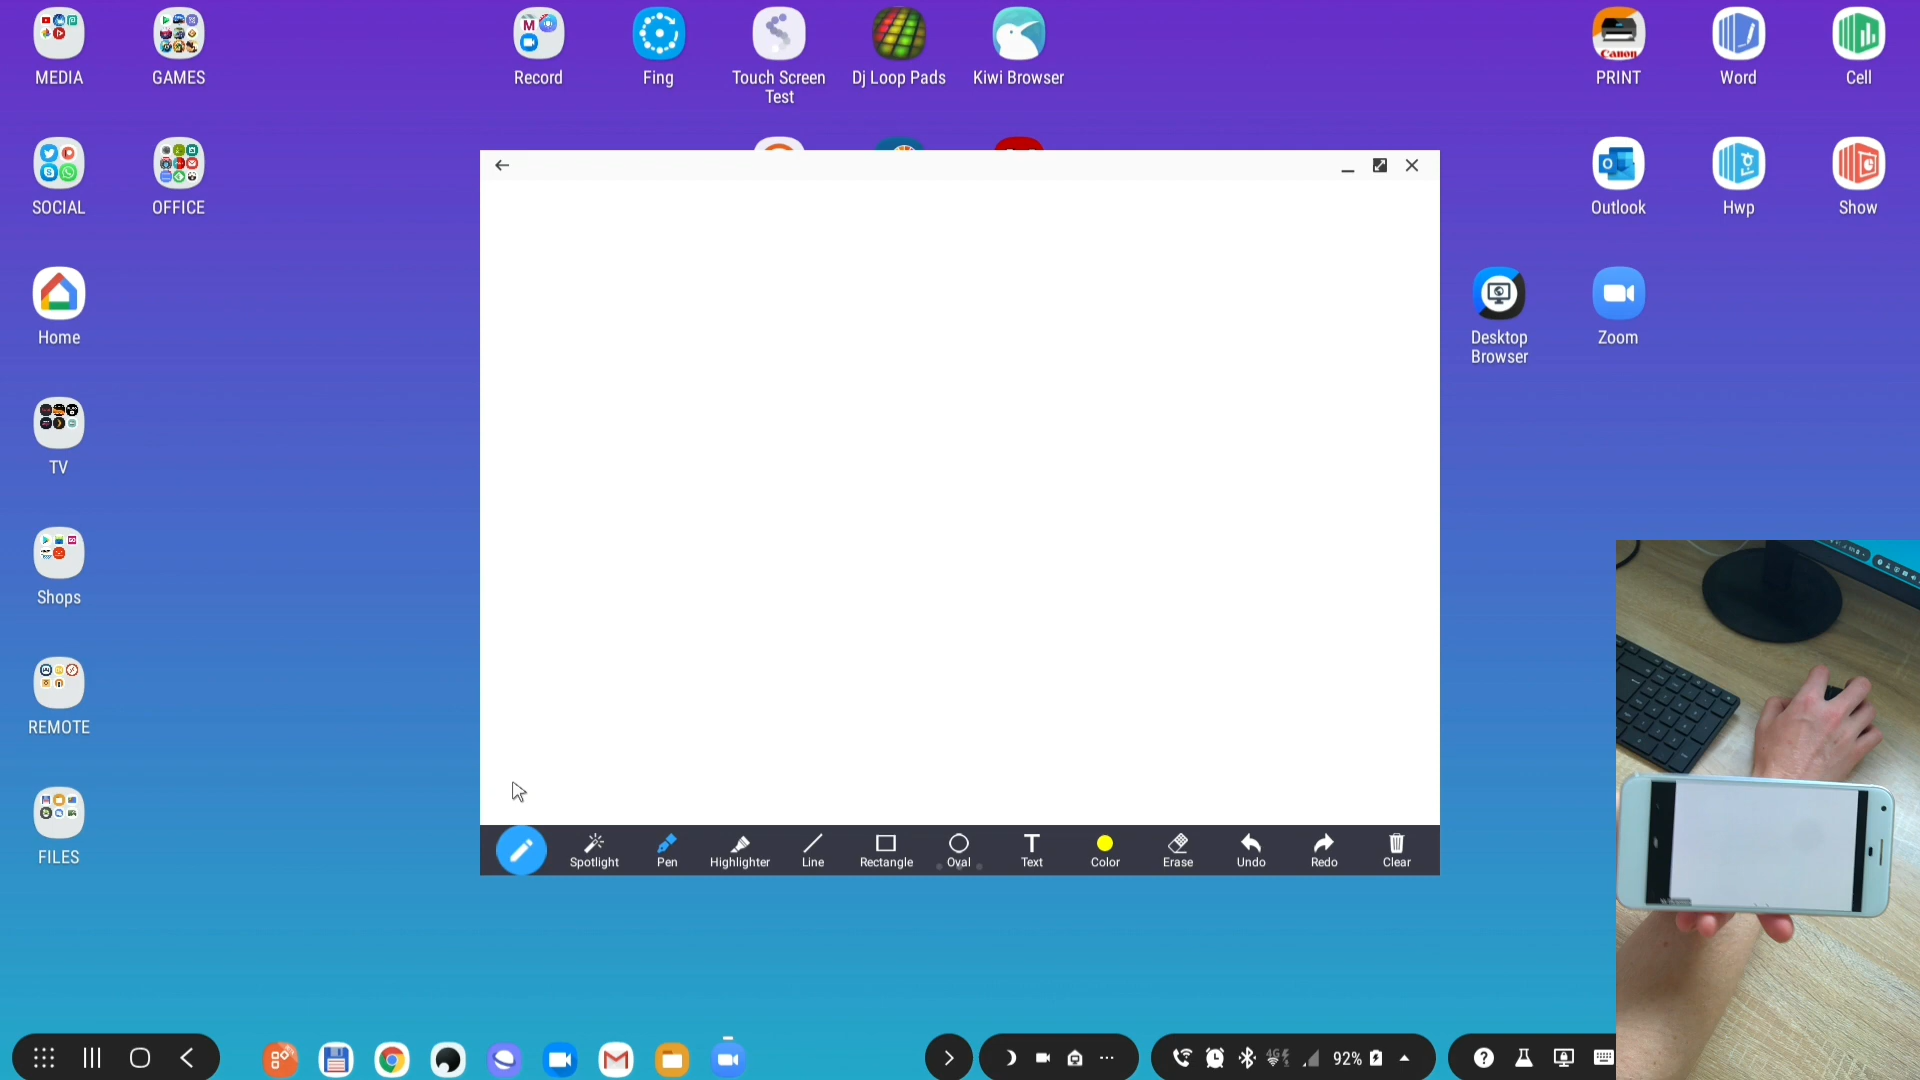 MEDIA
GAMES
Record
Fing
Touch Screen
Test
Dj Loop Pads
Kiwi Browser
Canon
PRINT
Word
Cell
SOCIAL
OFFICE
Outlook
Hwp
Show
Home
Desktop
Browser
Zoom
TV
Shops
REMOTE
FILES
Spotlight
Pen
Highlighter
Line
Rectangle
Oval
T
Text
Color
Erase
Undo
Redo
Clear
4G
92%